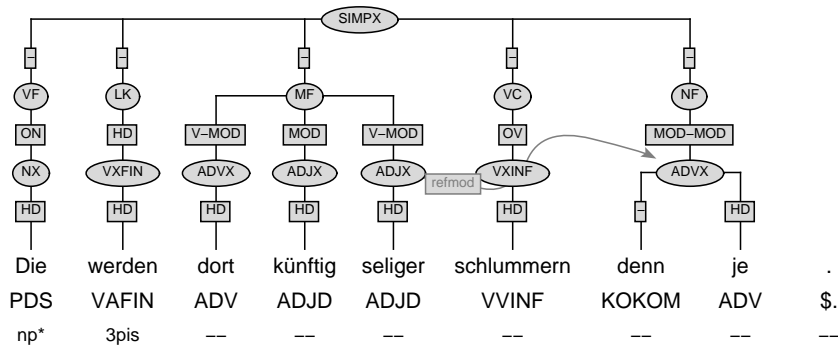 SIMPX
– – – – –
VF LK MF VC NF
ON HD V–MOD MOD V–MOD OV MOD–MOD
NX VXFIN ADVX ADJX ADJX VXINF ADVX
refmod
HD HD HD HD HD HD – HD
Die werden dort künftig seliger schlummern denn je .
PDS VAFIN ADV ADJD ADJD VVINF KOKOM ADV $.
np* 3pis –– –– –– –– –– –– ––